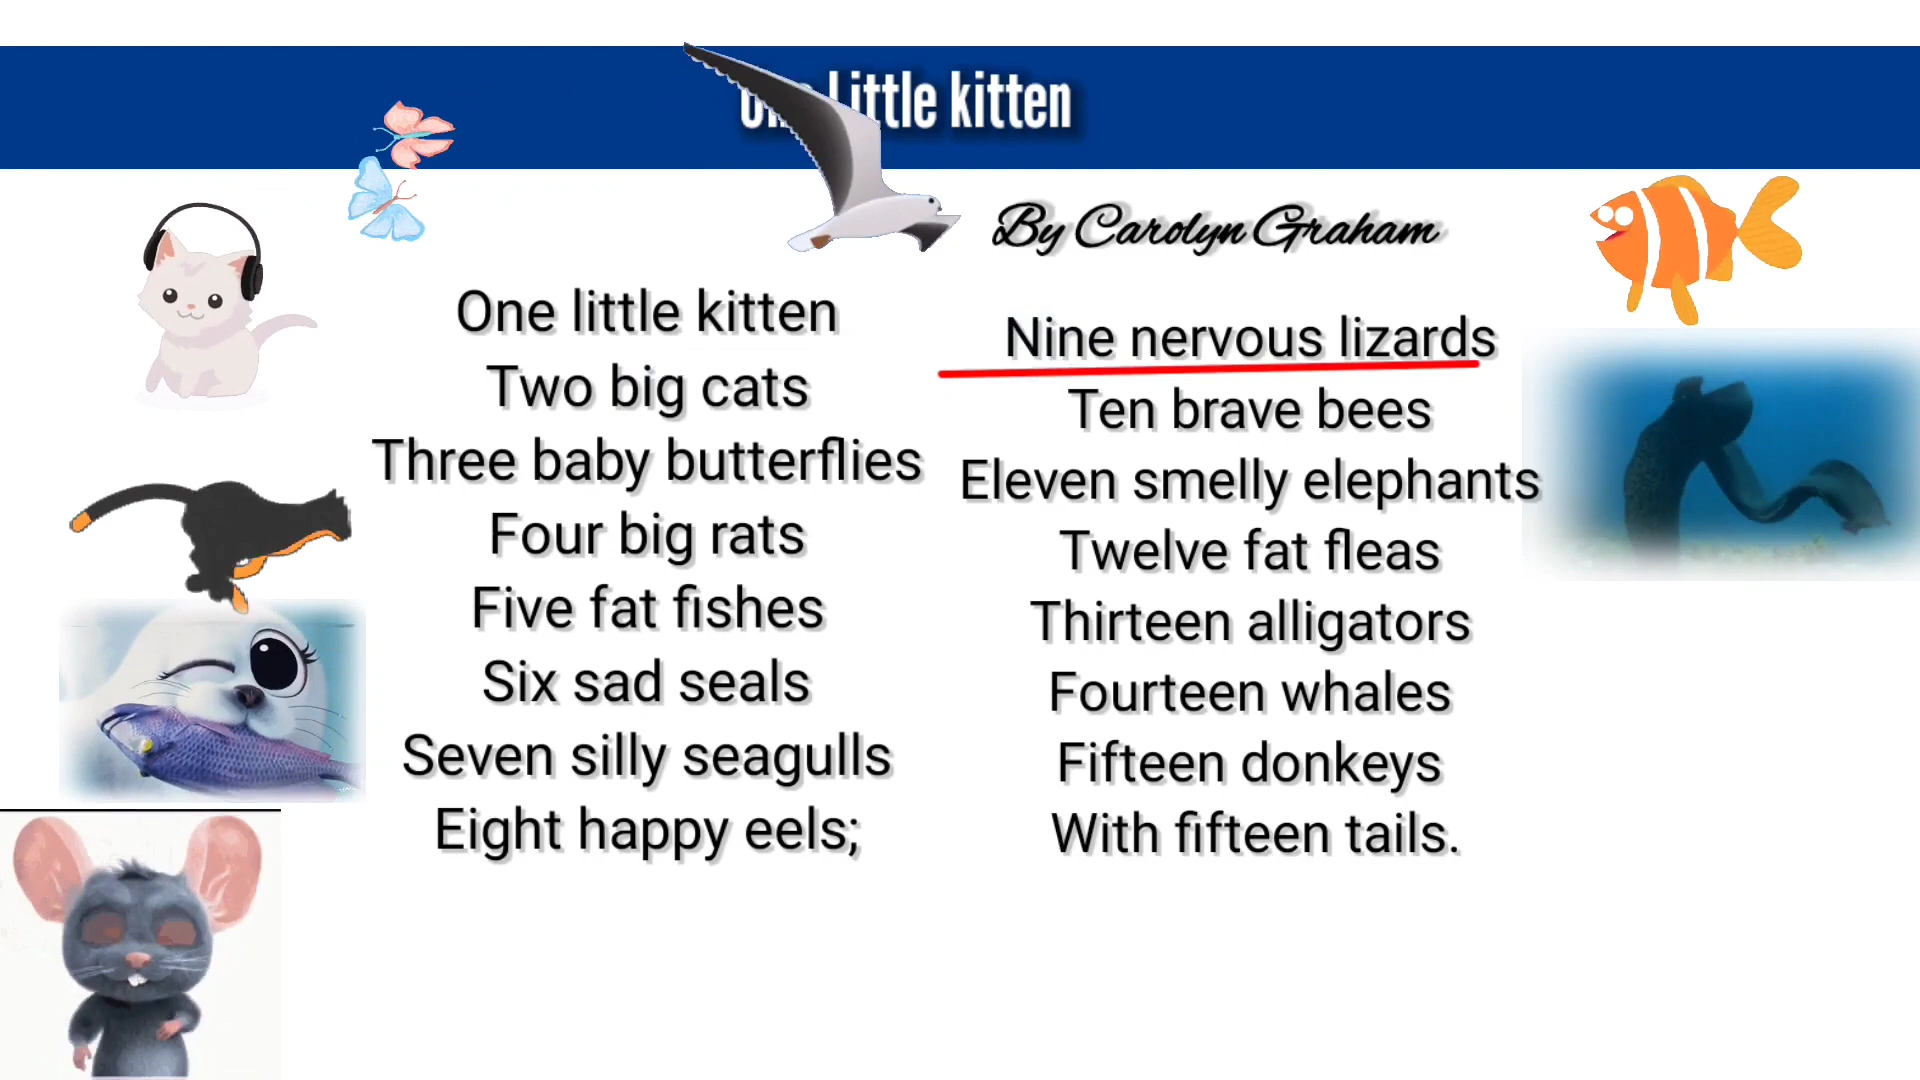 Little kitten
By Carolyn Graham
One little kitten
Two big cats
Three baby butterflies
Four big rats
Five fat fishes
Six sad seals
Seven silly seagulls
Eight happy eels;
Nine nervous lizards
Ten brave bees
Eleven smelly elephants
Twelve fat fleas
Thirteen alligators
Fourteen whales
Fifteen donkeys
With fifteen tails.